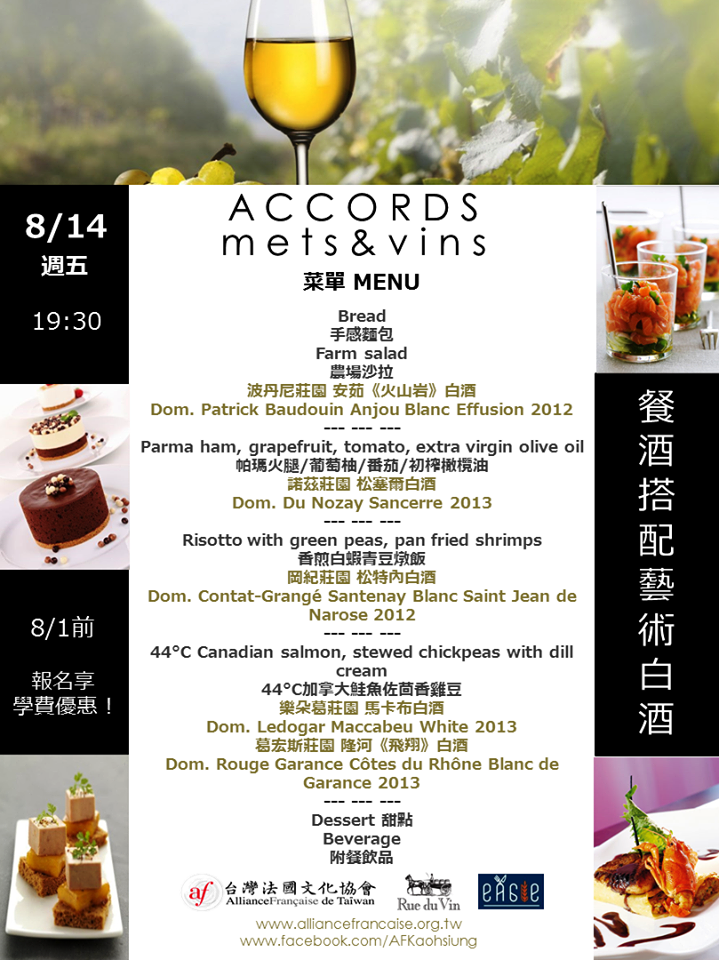 ACCORDS
mets&vins
菜單 MENU
Bread
手感麵包
Farm salad
農場沙拉
波丹尼莊園 安茹《火山岩》白酒
Dom. Patrick Baudouin Anjou Blanc Effusion 2012
--- --- ---
Parma ham, grapefruit, tomato, extra virgin olive oil
帕瑪火腿/葡萄柚/番茄/初榨橄欖油
諾茲莊園 松塞爾白酒
Dom. Du Nozay Sancerre 2013
--- --- ---
Risotto with green peas, pan fried shrimps
香煎白蝦青豆燉飯
岡紀莊園 松特內白酒
Dom. Contat-Grangé Santenay Blanc Saint Jean de
Narose 2012
--- --- ---
44°C Canadian salmon, stewed chickpeas with dill
cream
44°C加拿大鮭魚佐茴香雞豆
樂朵葛莊園 馬卡布白酒
Dom. Ledogar Maccabeu White 2013
葛宏斯莊園 隆河《飛翔》白酒
Dom. Rouge Garance Côtes du Rhône Blanc de
Garance 2013
--- --- ---
Dessert 甜點
Beverage
附餐飲品
8/14
週五
19:30
8/1前
報名享
學費優惠！
餐酒搭配藝術白酒
af
台灣法國文化協會
AllianceFrançaise de Taiwan
Rue du Vin
EAGLE
www.alliancefrancaise.org.tw
www.facebook.com/AFKaohsiung